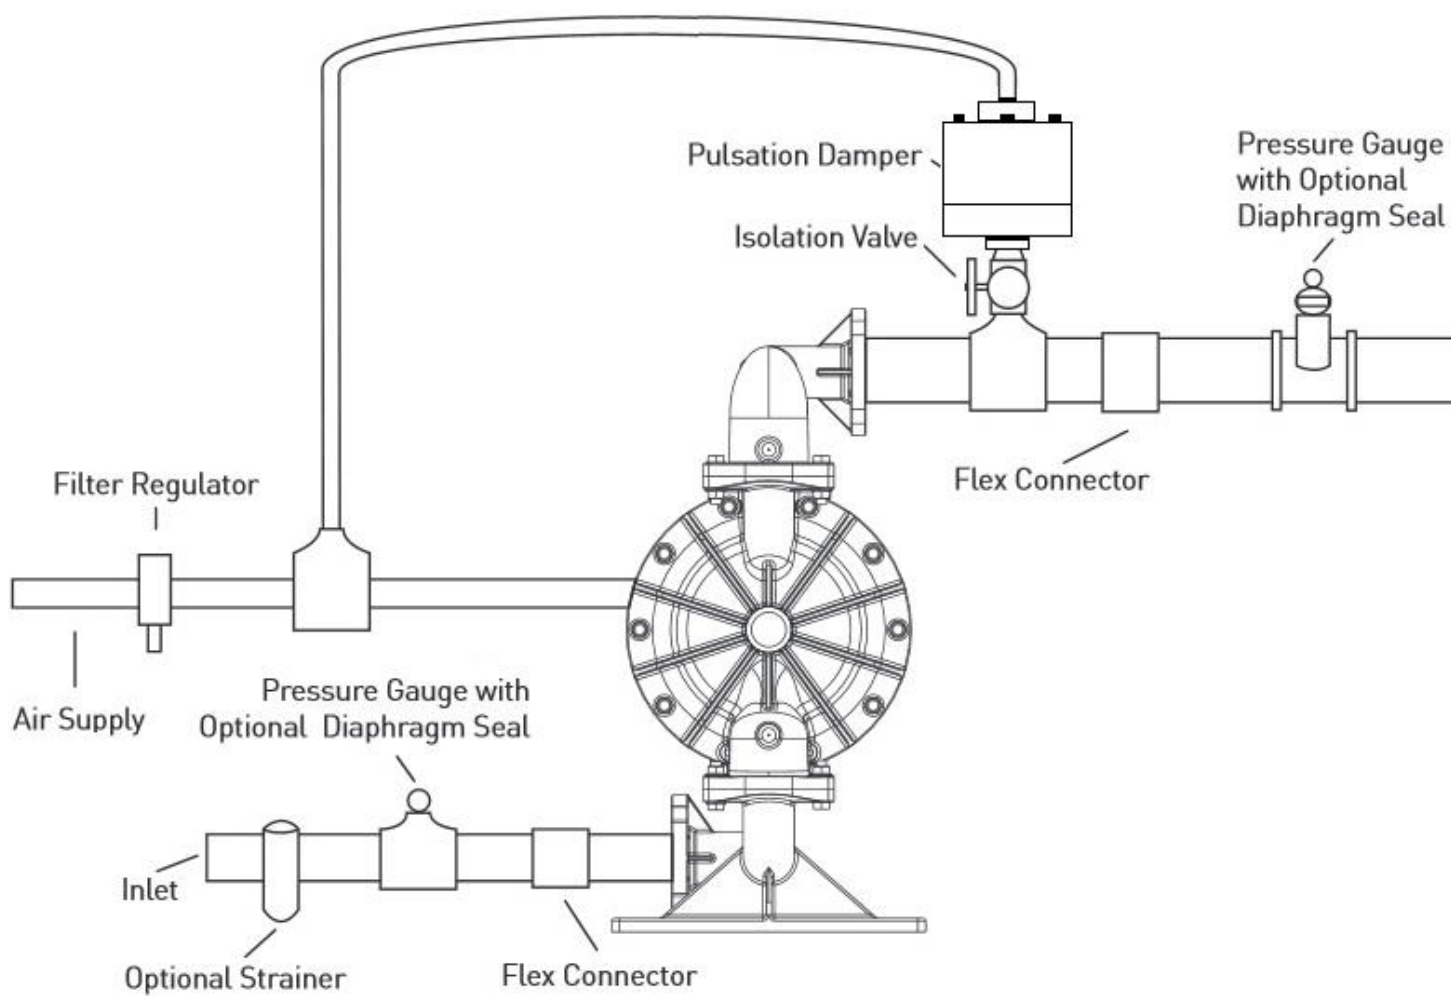 Pulsation Damper
Pressure Gauge
with Optional
Diaphragm Seal
Isolation Valve
Flex Connector
Filter Regulator
Air Supply
Pressure Gauge with
Optional Diaphragm Seal
Inlet
Optional Strainer
Flex Connector